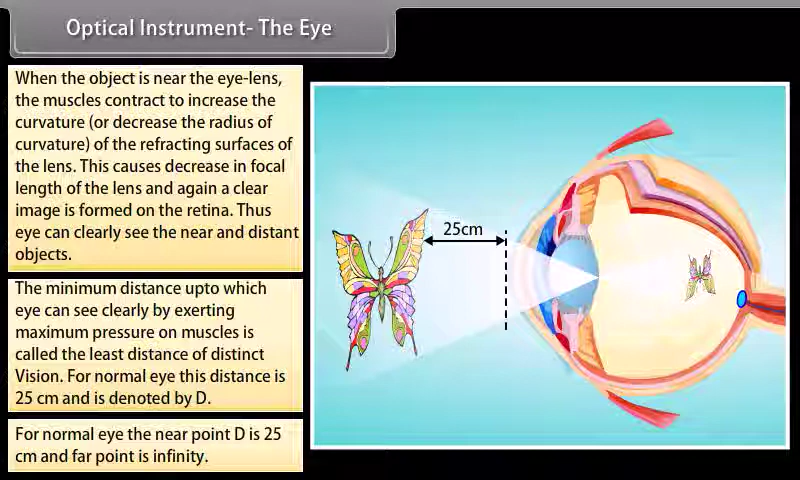 Optical Instrument- The Eye
When the object is near the eye-lens,
the muscles contract to increase the
curvature (or decrease the radius of
curvature) of the refracting surfaces of
the lens. This causes decrease in focal
length of the lens and again a clear
image is formed on the retina. Thus
eye can clearly see the near and distant
objects.
The minimum distance upto which
eye can see clearly by exerting
maximum pressure on muscles is
called the least distance of distinct
Vision. For normal eye this distance is
25 cm and is denoted by D.
For normal eye the near point D is 25
cm and far point is infinity.
25cm